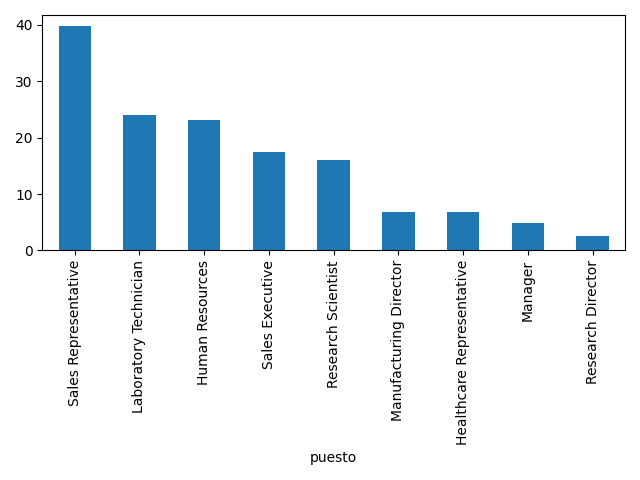 40
30
20
10
0
Sales Representative
Laboratory Technician
Human Resources
Sales Executive
Research Scientist
Manufacturing Director
Healthcare Representative
Manager
Research Director
puesto